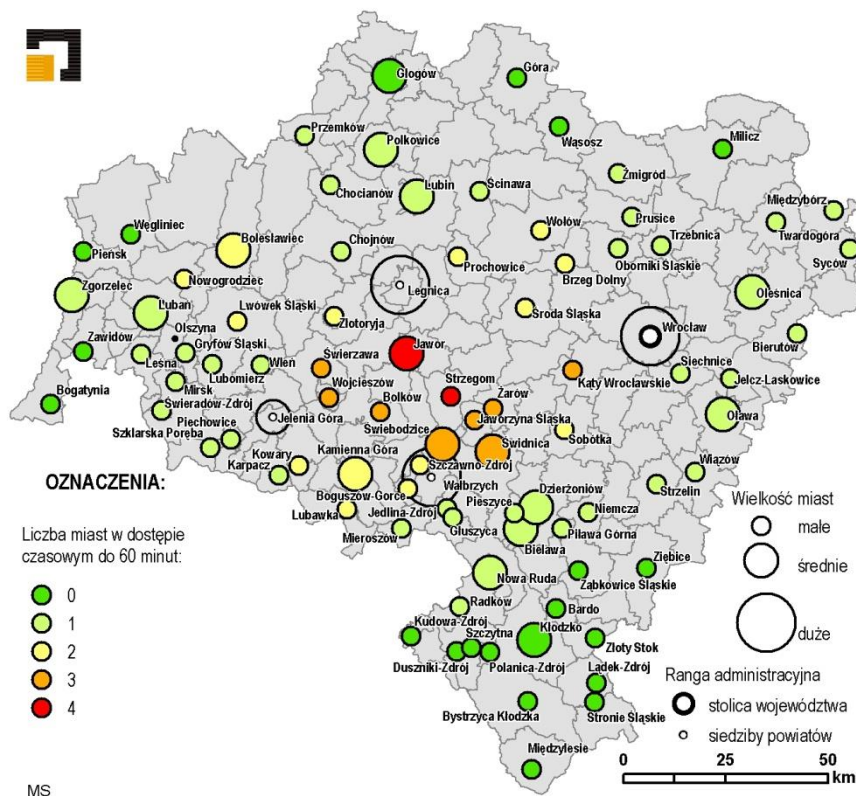 Głogów
Góra
Wąsosz
Milicz
Przemków
Polkowice
Żmigród
Chocianów
Lubin
Ścinawa
Międzybórz
Prusice
Twardogóra
Węgliniec
Wołów
Trzebnica
Syców
Pieńsk
Bolesławiec
Chojnów
Prochowice
Oborniki Śląskie
Brzeg Dolny
Nowogrodziec
Zgorzelec
Legnica
Oleśnica
Lubań
Lwówek Śląski
Złotoryja
Środa Śląska
Wrocław
Olszyna
Zawidów
Gryfów Śląski
Jawor
Bierutów
Leśna
Wleń
Świerzawa
Siechnice
Lubomierz
Mirsk
Strzegom
Kąty Wrocławskie
Jelcz-Laskowice
Bogatynia
Wojcieszów
Żarów
Świeradów-Zdrój
Bolków
Jaworzyna Śląska
Piechowice
Jelenia Góra
Świebodzice
Oława
Szklarska Poręba
Sobótka
Kowary
Kamienna Góra
Świdnica
Karpacz
Szczawno-Zdrój
Wiązów
Wałbrzych
Boguszów-Gorce
Pieszyce
Dzierżoniów
Strzelin
Lubawka
Jedlina-Zdrój
Niemcza
Mieroszów
Głuszyca
Piława Górna
Bielawa
Ziębice
Nowa Ruda
Ząbkowice Śląskie
Radków
Bardo
Kudowa-Zdrój
Kłodzko
Szczytna
Złoty Stok
Duszniki-Zdrój
Polanica-Zdrój
Lądek-Zdrój
Bystrzyca Kłodzka
Stronie Śląskie
Międzylesie
OZNACZENIA:
Liczba miast w dostępie
czasowym do 60 minut:
0
1
2
3
4
Wielkość miast
małe
średnie
duże
Ranga administracyjna
stolica województwa
siedziby powiatów
0 25 50
km
MS